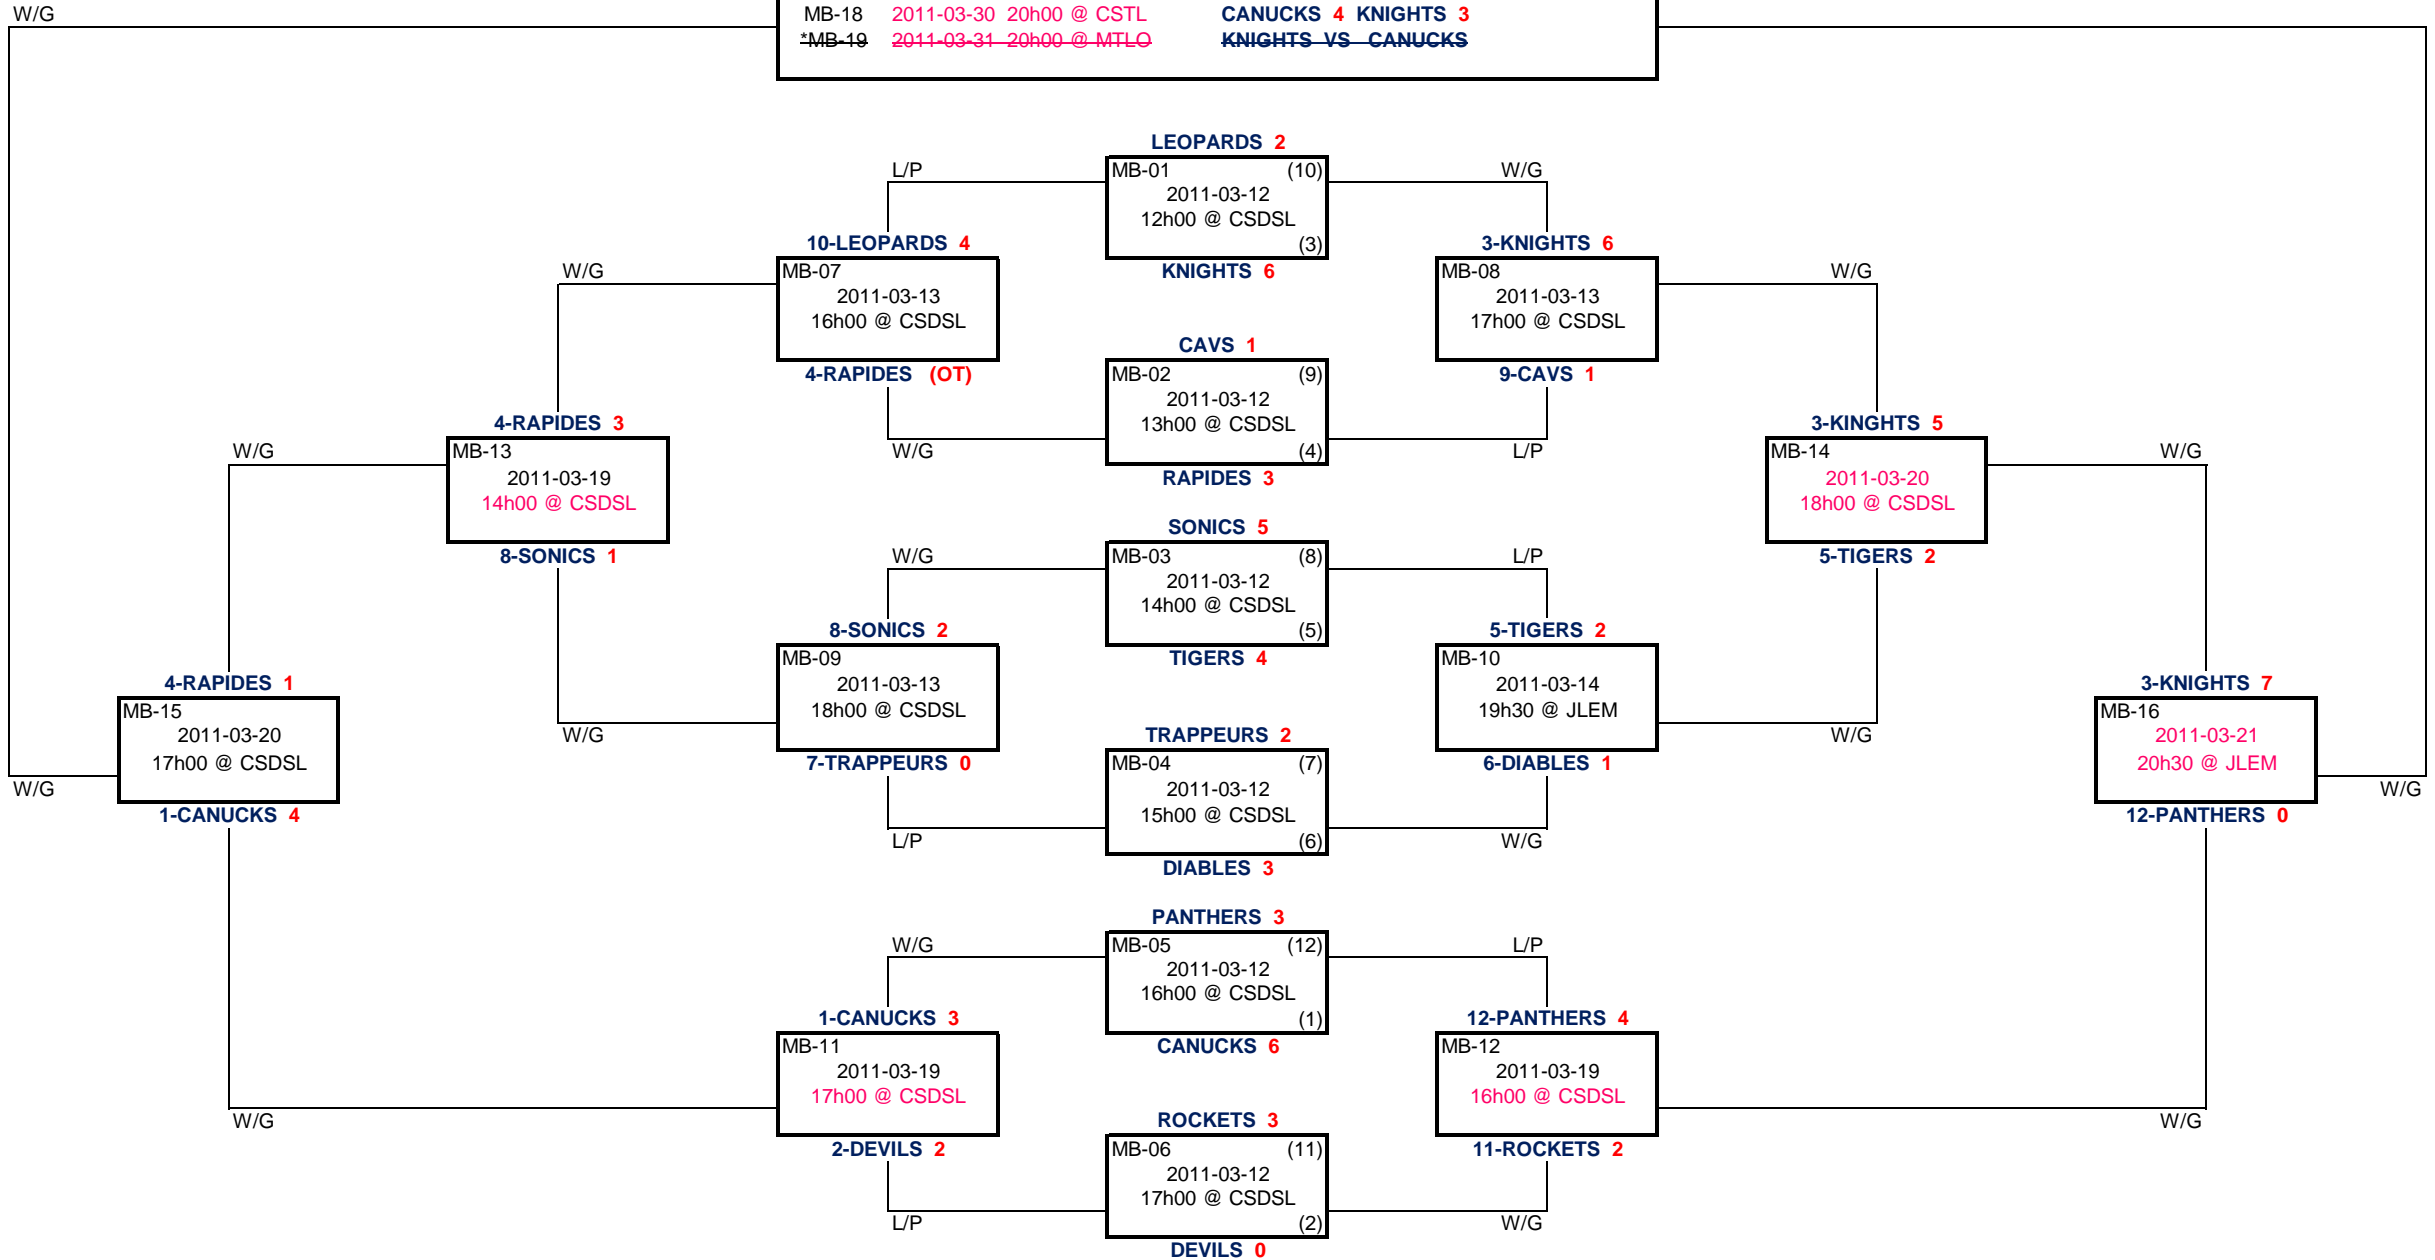 W/G
MB-18 2011-03-30 20h00 @ CSTL CANUCKS 4 KNIGHTS 3
*MB-19 2011-03-31 20h00 @ MTLO KNIGHTS VS CANUCKS
LEOPARDS 2
L/P
MB-01 (10)
2011-03-12
12h00 @ CSDSL
(3)
KNIGHTS 6
W/G
10-LEOPARDS 4
MB-07
2011-03-13
16h00 @ CSDSL
4-RAPIDES (OT)
W/G
3-KNIGHTS 6
MB-08
2011-03-13
17h00 @ CSDSL
9-CAVS 1
W/G
CAVS 1
MB-02 (9)
2011-03-12
13h00 @ CSDSL
(4)
RAPIDES 3
W/G
L/P
4-RAPIDES 3
MB-13
2011-03-19
14h00 @ CSDSL
8-SONICS 1
W/G
3-KINGHTS 5
MB-14
2011-03-20
18h00 @ CSDSL
5-TIGERS 2
W/G
SONICS 5
W/G
MB-03 (8)
2011-03-12
14h00 @ CSDSL
(5)
TIGERS 4
L/P
8-SONICS 2
MB-09
2011-03-13
18h00 @ CSDSL
7-TRAPPEURS 0
W/G
5-TIGERS 2
MB-10
2011-03-14
19h30 @ JLEM
6-DIABLES 1
W/G
TRAPPEURS 2
MB-04 (7)
2011-03-12
15h00 @ CSDSL
(6)
DIABLES 3
L/P
W/G
4-RAPIDES 1
MB-15
2011-03-20
17h00 @ CSDSL
1-CANUCKS 4
W/G
3-KNIGHTS 7
MB-16
2011-03-21
20h30 @ JLEM
12-PANTHERS 0
W/G
PANTHERS 3
W/G
MB-05 (12)
2011-03-12
16h00 @ CSDSL
(1)
CANUCKS 6
L/P
1-CANUCKS 3
MB-11
2011-03-19
17h00 @ CSDSL
2-DEVILS 2
W/G
12-PANTHERS 4
MB-12
2011-03-19
16h00 @ CSDSL
11-ROCKETS 2
W/G
ROCKETS 3
MB-06 (11)
2011-03-12
17h00 @ CSDSL
(2)
DEVILS 0
L/P
W/G